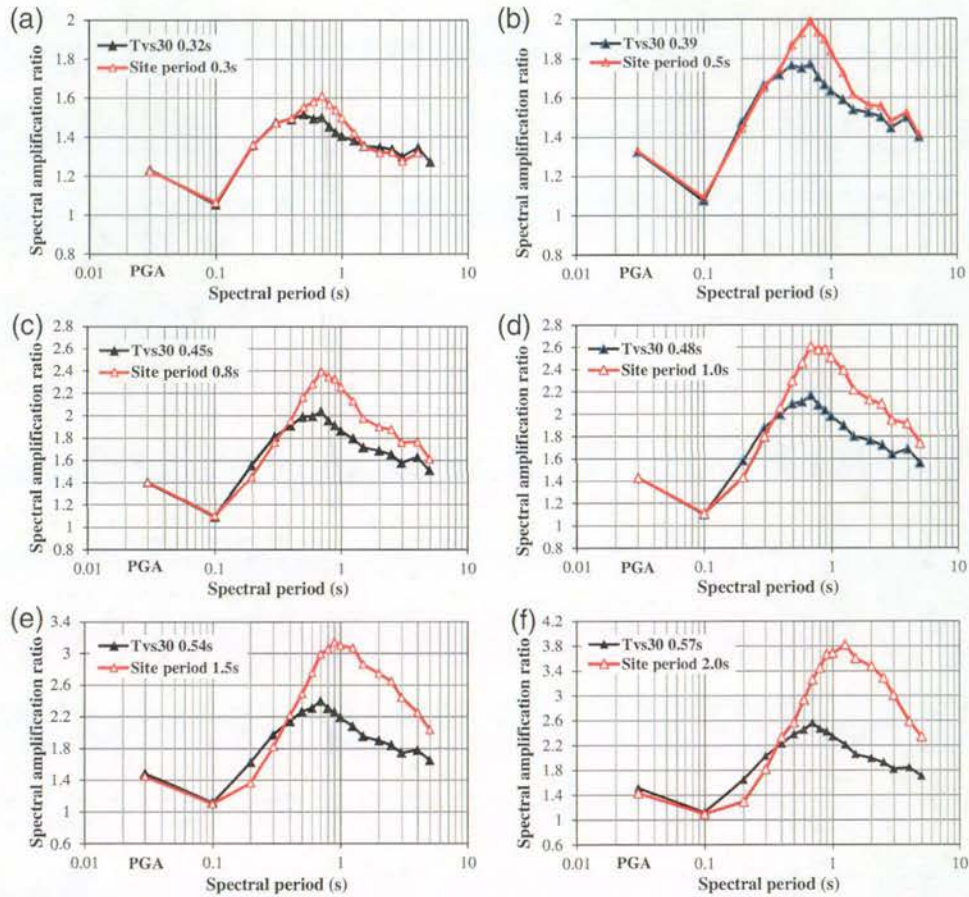 (a)
Spectral amplification ratio
2
1.8
1.6
1.4
1.2
1
0.8
Tvs30 0.32s
Site period 0.3s
0.01 PGA 0.1 1 10
Spectral period (s)
(b)
Spectral amplification ratio
2
1.8
1.6
1.4
1.2
1
0.8
Tvs30 0.39
Site period 0.5s
0.01 PGA 0.1 1 10
Spectral period (s)
(c)
Spectral amplification ratio
2.8
2.6
2.4
2.2
2
1.8
1.6
1.4
1.2
1
0.8
Tvs30 0.45s
Site period 0.8s
0.01 PGA 0.1 1 10
Spectral period (s)
(d)
Spectral amplification ratio
2.8
2.6
2.4
2.2
2
1.8
1.6
1.4
1.2
1
0.8
Tvs30 0.48s
Site period 1.0s
0.01 PGA 0.1 1 10
Spectral period (s)
(e)
Spectral amplification ratio
3.4
3
2.6
2.2
1.8
1.4
1
0.6
Tvs30 0.54s
Site period 1.5s
0.01 PGA 0.1 1 10
Spectral period (s)
(f)
Spectral amplification ratio
4.2
3.8
3.4
3
2.6
2.2
1.8
1.4
1
0.6
Tvs30 0.57s
Site period 2.0s
0.01 PGA 0.1 1 10
Spectral period (s)